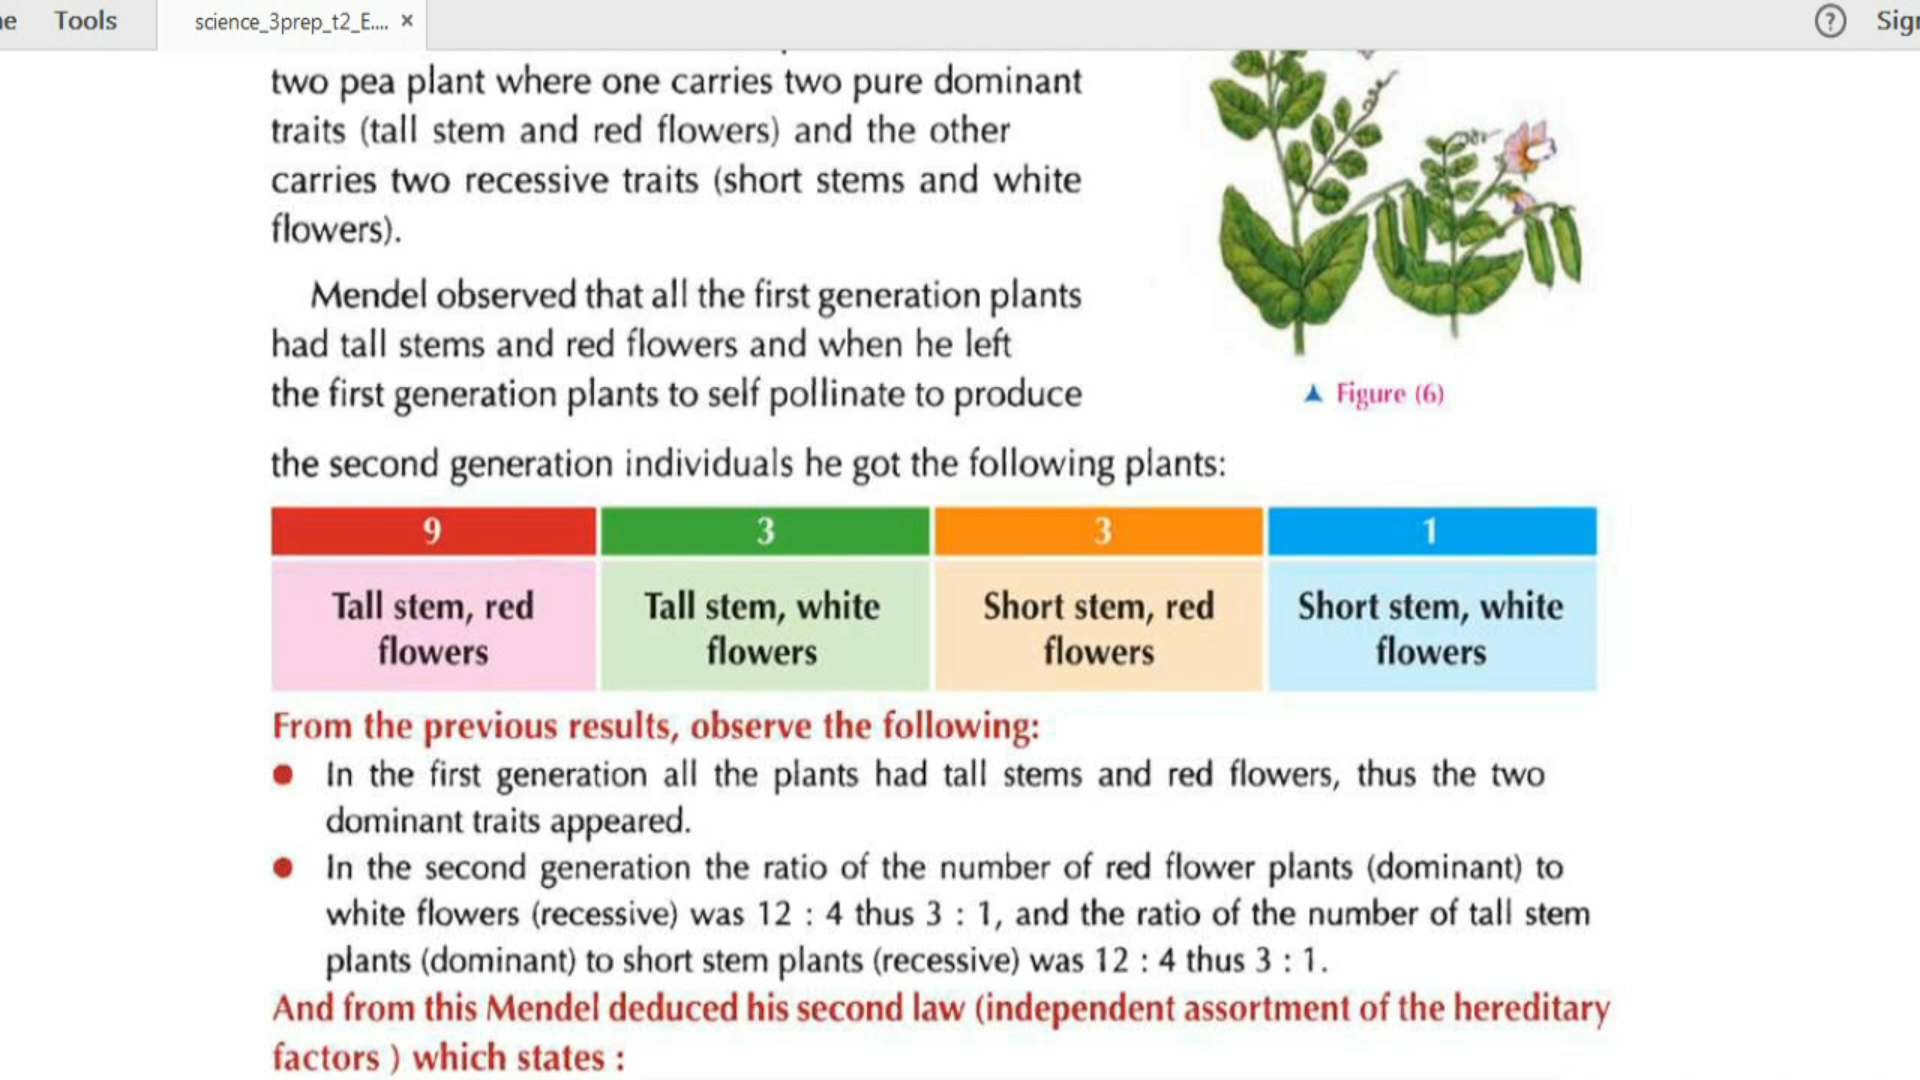 Tools
science_3prep_t2_E.... ×
?
two pea plant where one carries two pure dominant
traits (tall stem and red flowers) and the other
carries two recessive traits (short stems and white
flowers).
Mendel observed that all the first generation plants
had tall stems and red flowers and when he left
the first generation plants to self pollinate to produce
▲ Figure (6)
the second generation individuals he got the following plants:
9 3 3 1
Tall stem, red Tall stem, white Short stem, red Short stem, white
flowers flowers flowers flowers
From the previous results, observe the following:
● In the first generation all the plants had tall stems and red flowers, thus the two
dominant traits appeared.
● In the second generation the ratio of the number of red flower plants (dominant) to
white flowers (recessive) was 12 : 4 thus 3 : 1, and the ratio of the number of tall stem
plants (dominant) to short stem plants (recessive) was 12 : 4 thus 3 : 1.
And from this Mendel deduced his second law (independent assortment of the hereditary
factors ) which states :